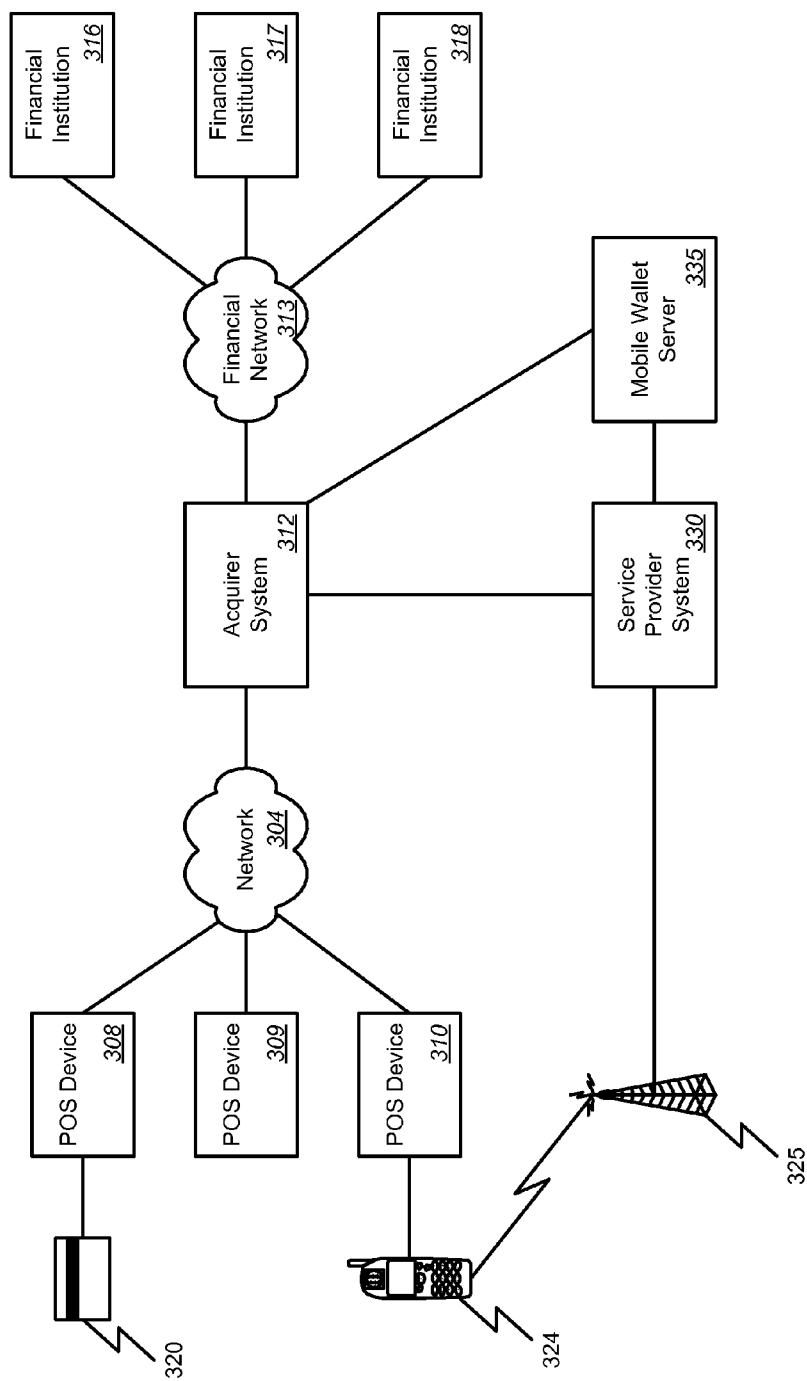 320
324
325
POS Device
308
POS Device
309
POS Device
310
Network
304
Acquirer
System
312
Service
Provider
System
330
Financial
Network
313
Mobile Wallet
Server
335
Financial
Institution
316
Financial
Institution
317
Financial
Institution
318